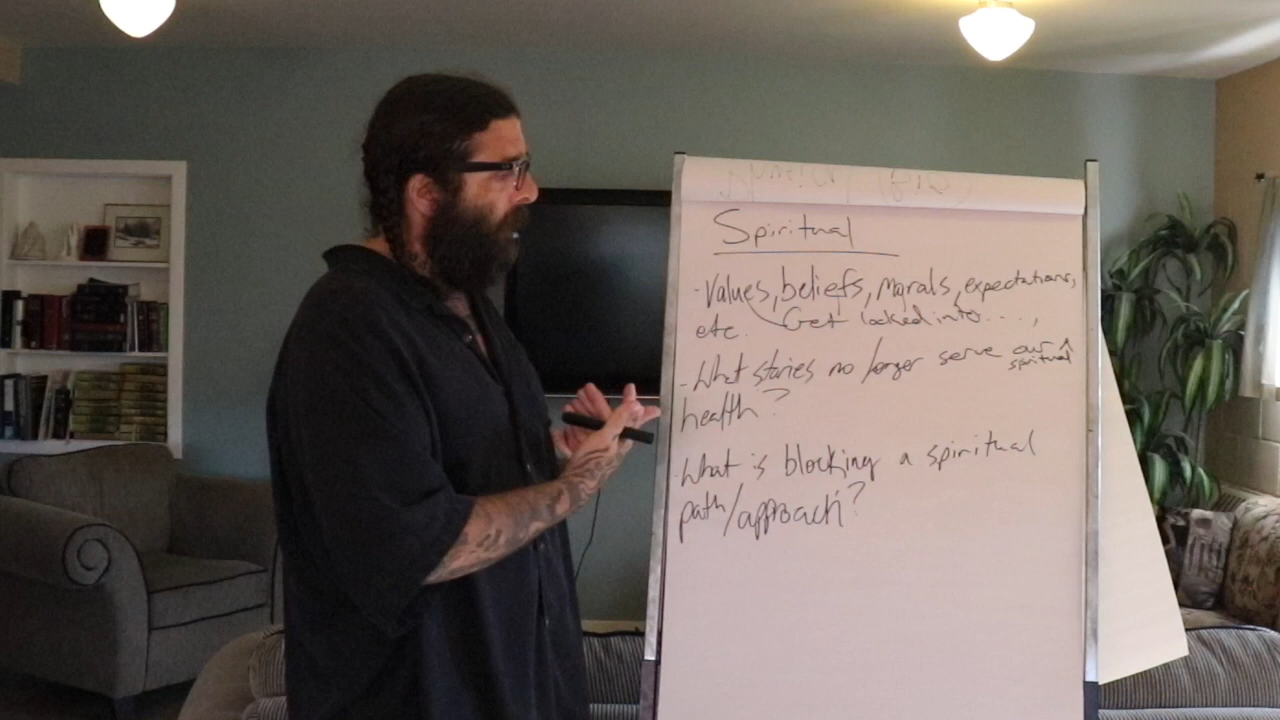 Spiritual
- Values, beliefs, morals, expectations,
etc. Get locked into....,
- What stories no longer serve our ^
spiritual
health?
- What is blocking a spiritual
path/approach?